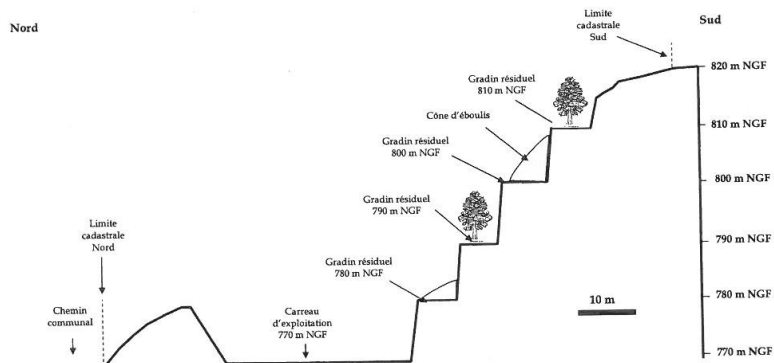 Nord
Sud
Limite
cadastrale
Sud
820 m NGF
Gradin résiduel
810 m NGF
Cône d'éboulis
810 m NGF
Gradin résiduel
800 m NGF
800 m NGF
Gradin résiduel
790 m NGF
Limite
cadastrale
Nord
790 m NGF
Gradin résiduel
780 m NGF
780 m NGF
Chemin
communal
Carreau
d'exploitation
770 m NGF
10 m
770 m NGF